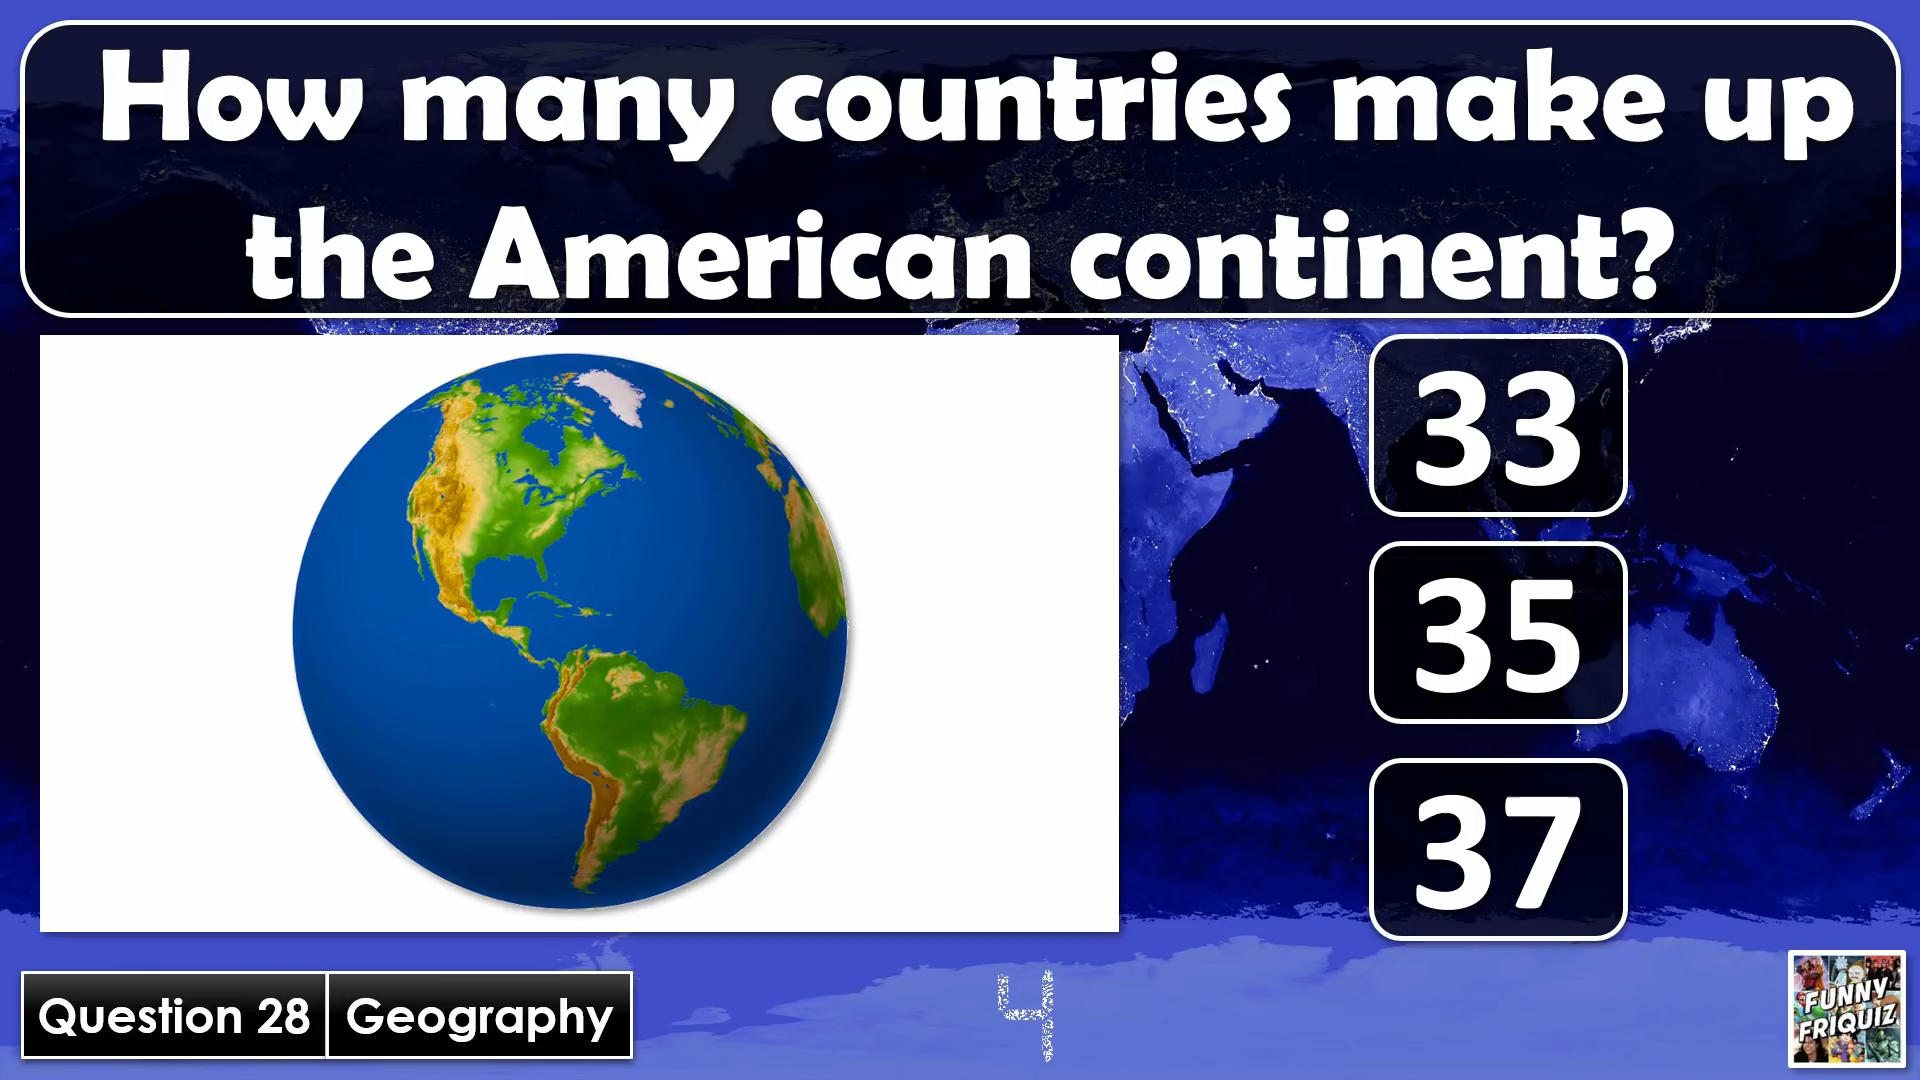 How many countries make up
the American continent?
33
35
37
Question 28 Geography
4
FUNNY
FRIQUIZ